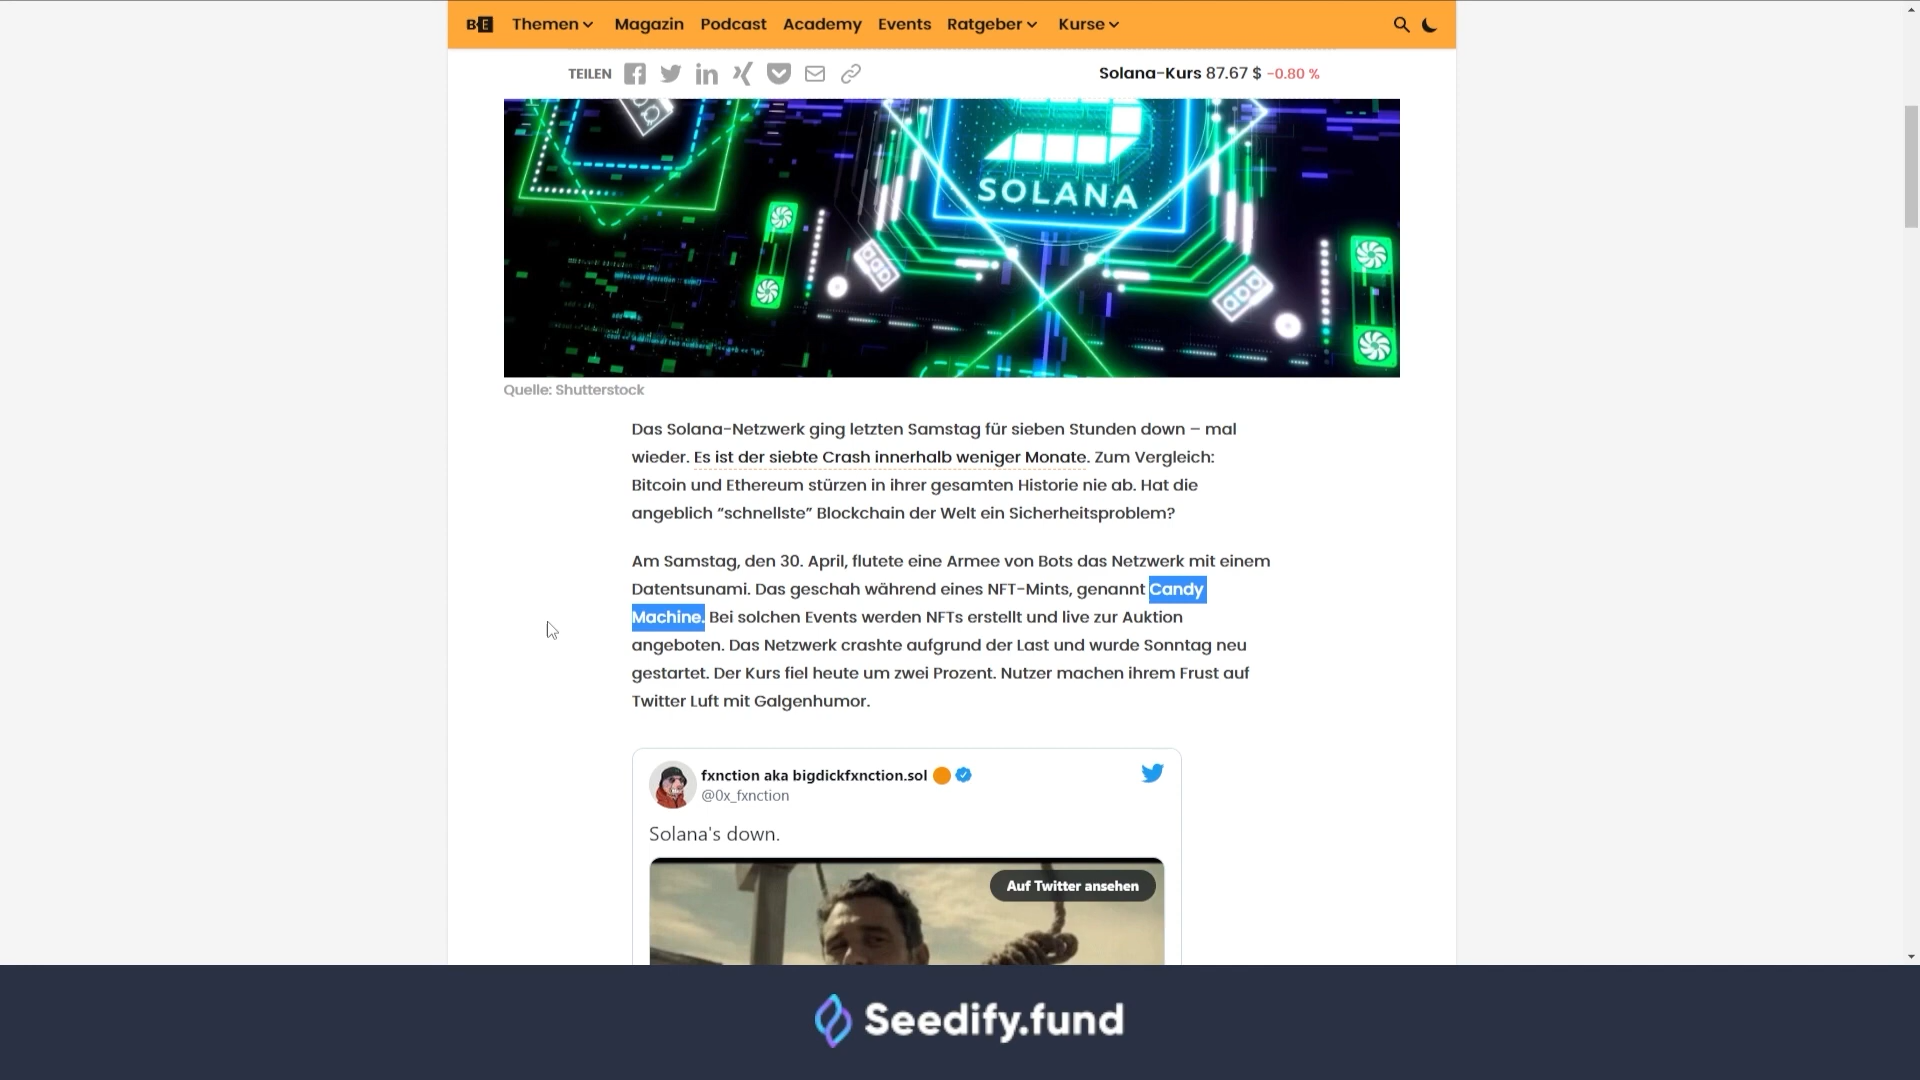 BE Themen Magazin Podcast Academy Events Ratgeber Kurse
TEILEN Solana-Kurs 87.67 $ -0.80 %
SOLANA
Quelle: Shutterstock
Das Solana-Netzwerk ging letzten Samstag für sieben Stunden down – mal
wieder. Es ist der siebte Crash innerhalb weniger Monate. Zum Vergleich:
Bitcoin und Ethereum stürzen in ihrer gesamten Historie nie ab. Hat die
angeblich “schnellste” Blockchain der Welt ein Sicherheitsproblem?
Am Samstag, den 30. April, flutete eine Armee von Bots das Netzwerk mit einem
Datentsunami. Das geschah während eines NFT-Mints, genannt Candy
Machine. Bei solchen Events werden NFTs erstellt und live zur Auktion
angeboten. Das Netzwerk crashte aufgrund der Last und wurde Sonntag neu
gestartet. Der Kurs fiel heute um zwei Prozent. Nutzer machen ihrem Frust auf
Twitter Luft mit Galgenhumor.
fxnction aka bigdickfxnction.sol
@0x_fxnction
Solana's down.
Auf Twitter ansehen
Seedify.fund